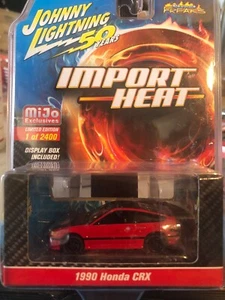 JOHNNY
LIGHTNING
50 YEARS
IMPORT
HEAT
MiJo
Exclusives
LIMITED EDITION
1 of 2400
DISPLAY BOX
INCLUDED!
1990 Honda CRX